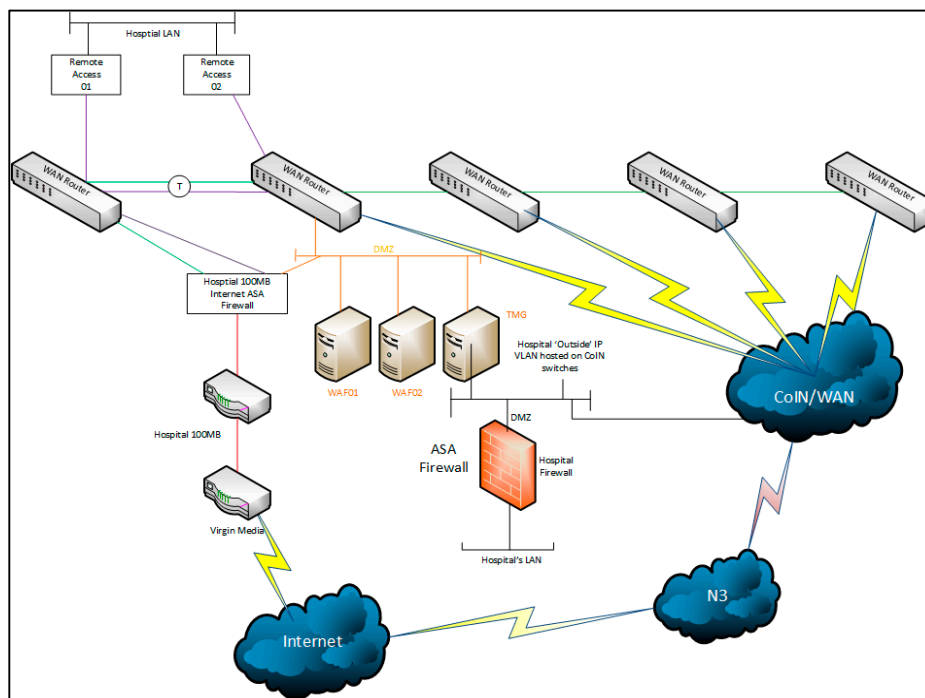 Hosptial LAN
Remote
Access
01
Remote
Access
02
WAN Router
T
WAN Router
WAN Router
WAN Router
WAN Router
DMZ
Hosptial 100MB
Internet ASA
Firewall
TMG
WAF01
WAF02
Hospital ‘Outside’ IP
VLAN hosted on CoIN
switches
CoIN/WAN
DMZ
Hospital 100MB
ASA
Firewall
Hospital
Firewall
Virgin Media
Hospital's LAN
N3
Internet